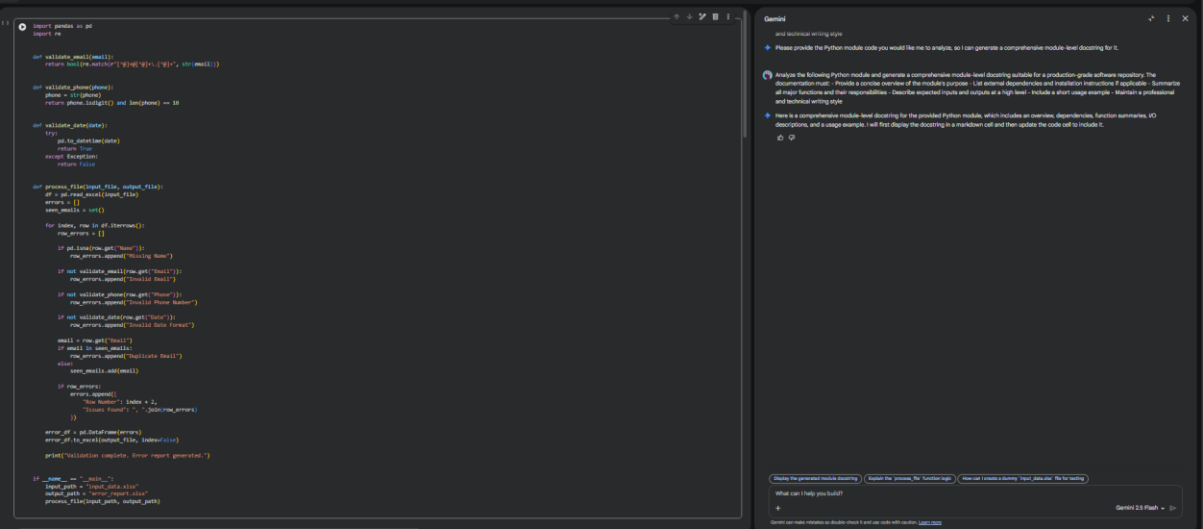 import pandas as pd
import re
def validate_email(email):
return bool(re.match(r"[^@]+@[^@]+\.[^@]+", str(email)))
def validate_phone(phone):
phone = str(phone)
return phone.isdigit() and len(phone) == 10
def validate_date(date):
try:
pd.to_datetime(date)
return True
except Exception:
return False
def process_file(input_file, output_file):
df = pd.read_excel(input_file)
errors = []
seen_emails = set()
for index, row in df.iterrows():
row_errors = []
if pd.isna(row.get("Name")):
row_errors.append("Missing Name")
if not validate_email(row.get("Email")):
row_errors.append("Invalid Email")
if not validate_phone(row.get("Phone")):
row_errors.append("Invalid Phone Number")
if not validate_date(row.get("Date")):
row_errors.append("Invalid Date Format")
email = row.get("Email")
if email in seen_emails:
row_errors.append("Duplicate Email")
else:
seen_emails.add(email)
if row_errors:
errors.append({
"Row Number": index + 2,
"Issues Found": ", ".join(row_errors)
})
error_df = pd.DataFrame(errors)
error_df.to_excel(output_file, index=False)
print("Validation complete. Error report generated.")
if __name__ == "__main__":
input_path = "input_data.xlsx"
output_path = "error_report.xlsx"
process_file(input_path, output_path)
Gemini
and technical writing style
Please provide the Python module code you would like me to analyze, so I can generate a comprehensive module-level docstring for it.
Analyze the following Python module and generate a comprehensive module-level docstring suitable for a production-grade software repository. The
documentation must: - Provide a concise overview of the module's purpose - List external dependencies and installation instructions if applicable - Summarize
all major functions and their responsibilities - Describe expected inputs and outputs at a high level - Include a short usage example - Maintain a professional
and technical writing style
Here is a comprehensive module-level docstring for the provided Python module, which includes an overview, dependencies, function summaries, I/O
descriptions, and a usage example. I will first display the docstring in a markdown cell and then update the code cell to include it.
Display the generated module docstring
Explain the `process_file` function logic
How can I create a dummy `input_data.xlsx` file for testing
What can I help you build?
Gemini 2.5 Flash
Gemini can make mistakes so double-check it and use code with caution. Learn more